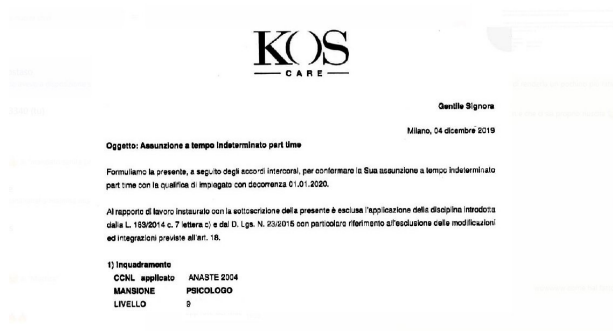 KOS
CARE
Gentile Signora
Milano, 04 dicembre 2019
Oggetto: Assunzione a tempo indeterminato part time
Formuliamo la presente, a seguito degli accordi intercorsi, per confermare la Sua assunzione a tempo indeterminato
part time con la qualifica di impiegato con decorrenza 01.01.2020.
Al rapporto di lavoro instaurato con la sottoscrizione della presente è esclusa l'applicazione della disciplina introdotta
dalla L. 183/2014 c. 7 lettera c) e dal D. Lgs. N. 23/2015 con particolare riferimento all'esclusione delle modificazioni
ed integrazioni previste all'art. 18.
1) Inquadramento
CCNL applicato ANASTE 2004
MANSIONE PSICOLOGO
LIVELLO 9